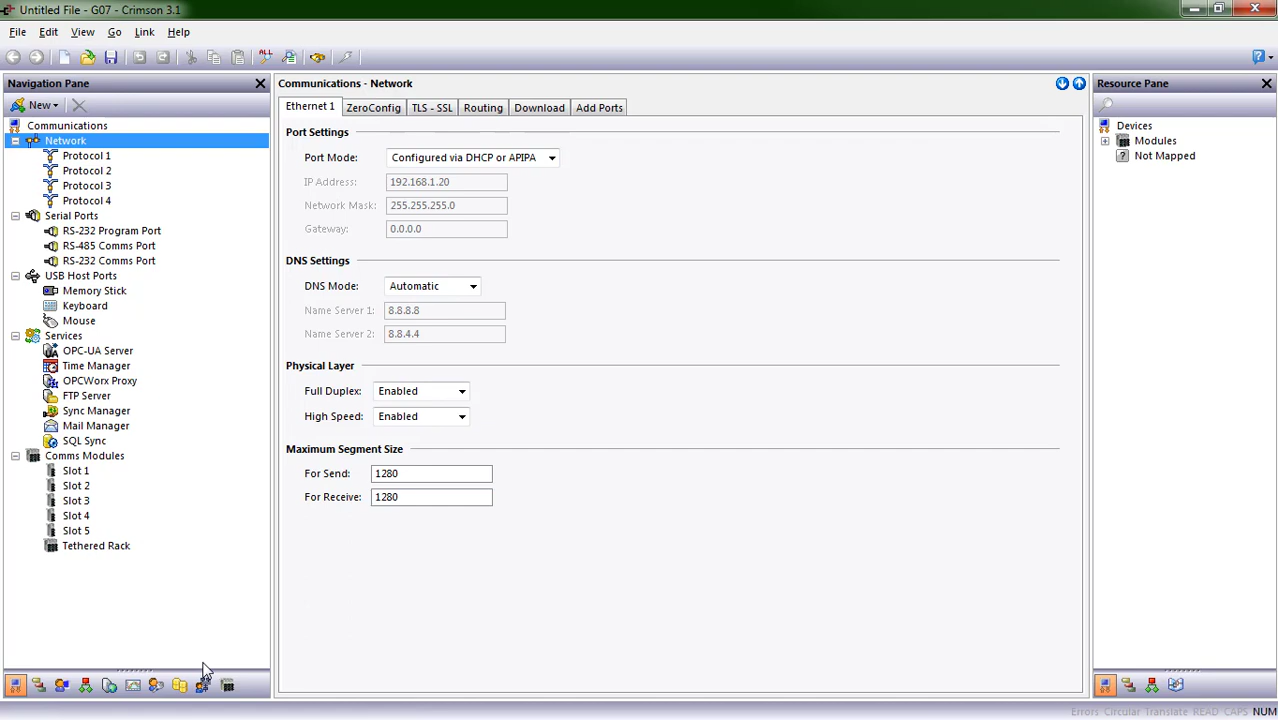 Untitled File - G07 - Crimson 3.1
File Edit View Go Link Help
ALL
Navigation Pane
New
Communications
Network
Protocol 1
Protocol 2
Protocol 3
Protocol 4
Serial Ports
RS-232 Program Port
RS-485 Comms Port
RS-232 Comms Port
USB Host Ports
Memory Stick
Keyboard
Mouse
Services
OPC-UA Server
Time Manager
OPCWorx Proxy
FTP Server
Sync Manager
Mail Manager
SQL Sync
Comms Modules
Slot 1
Slot 2
Slot 3
Slot 4
Slot 5
Tethered Rack
Communications - Network
Ethernet 1 ZeroConfig TLS - SSL Routing Download Add Ports
Port Settings
Port Mode: Configured via DHCP or APIPA
IP Address: 192.168.1.20
Network Mask: 255.255.255.0
Gateway: 0.0.0.0
DNS Settings
DNS Mode: Automatic
Name Server 1: 8.8.8.8
Name Server 2: 8.8.4.4
Physical Layer
Full Duplex: Enabled
High Speed: Enabled
Maximum Segment Size
For Send: 1280
For Receive: 1280
Resource Pane
Devices
Modules
? Not Mapped
Errors Circular Translate READ CAPS NUM